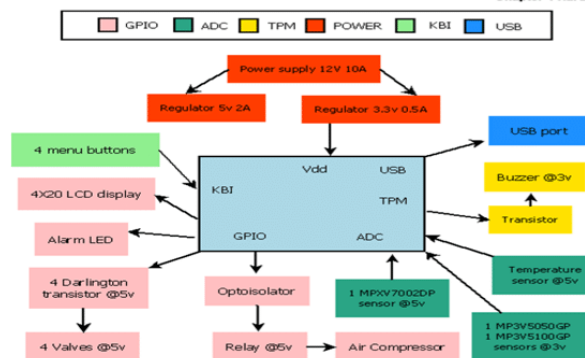 GPIO ADC TPM POWER KBI USB
Power supply 12V 10A
Regulator 5v 2A
Regulator 3.3v 0.5A
4 menu buttons
Vdd
USB
USB port
KBI
4X20 LCD display
TPM
Buzzer @3v
Transistor
Alarm LED
GPIO
ADC
4 Darlington
transistor @5v
Optoisolator
1 MPXV7002DP
sensor @5v
Temperature
sensor @5v
4 Valves @5v
Relay @5v
Air Compressor
1 MP3V5050GP
1 MP3V5100GP
sensors @3v